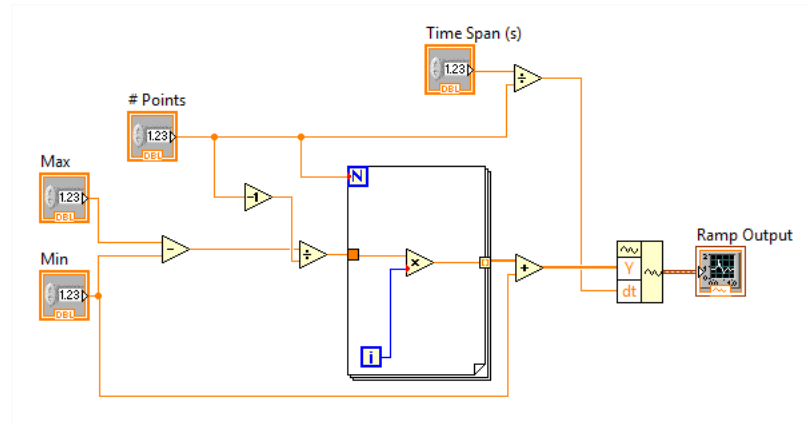 Time Span (s)
1.23
DBL
÷
# Points
1.23
DBL
Max
1.23
DBL
N
-1
-
÷
×
+
Min
1.23
DBL
i
Y
dt
Ramp Output